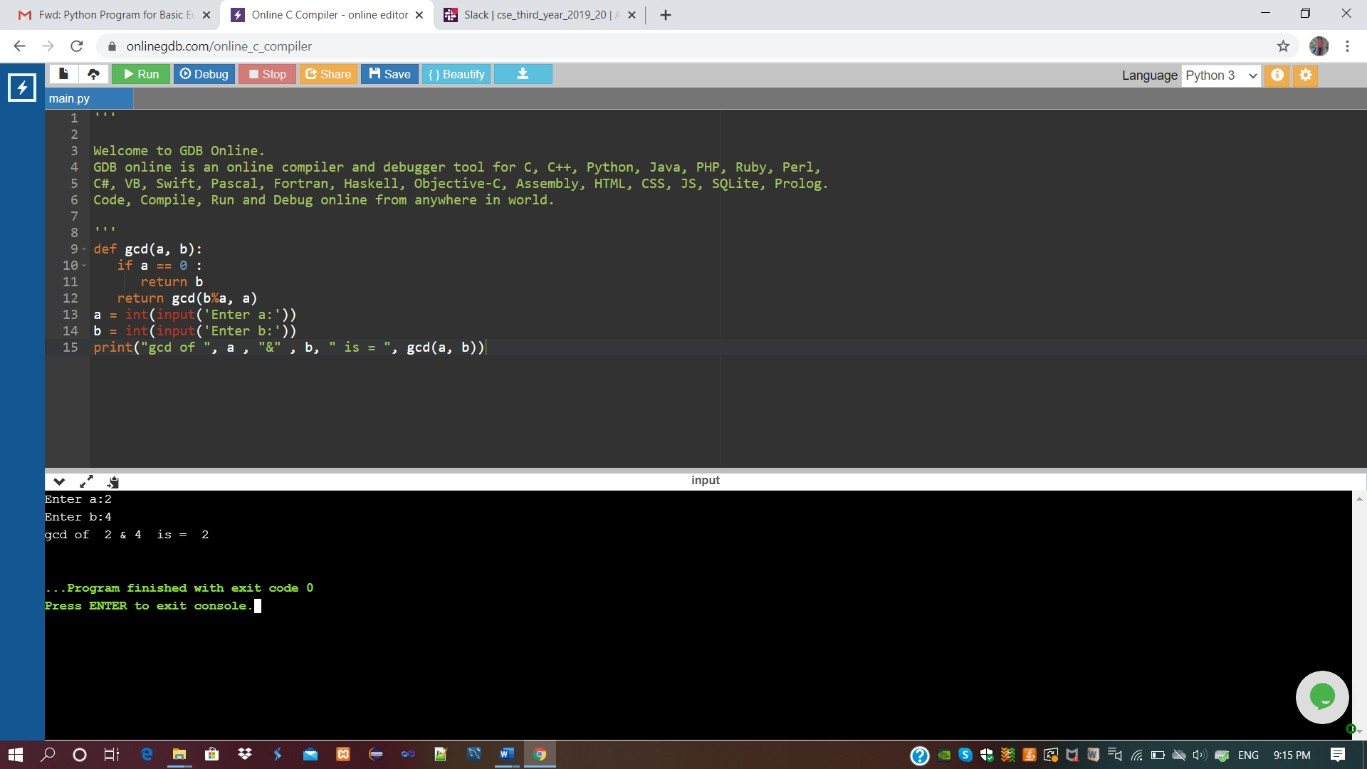 Fwd: Python Program for Basic E
Online C Compiler - online editor
Slack | cse_third_year_2019_20 | A
onlinegdb.com/online_c_compiler
Run Debug Stop Share Save { } Beautify
Language Python 3
main.py
1 '''
2
3 Welcome to GDB Online.
4 GDB online is an online compiler and debugger tool for C, C++, Python, Java, PHP, Ruby, Perl,
5 C#, VB, Swift, Pascal, Fortran, Haskell, Objective-C, Assembly, HTML, CSS, JS, SQLite, Prolog.
6 Code, Compile, Run and Debug online from anywhere in world.
7
8 '''
9 def gcd(a, b):
10    if a == 0 :
11       return b
12    return gcd(b%a, a)
13 a = int(input('Enter a:'))
14 b = int(input('Enter b:'))
15 print("gcd of ", a , "&" , b, " is = ", gcd(a, b))
input
Enter a:2
Enter b:4
gcd of  2 & 4  is =  2
...Program finished with exit code 0
Press ENTER to exit console.
ENG 9:15 PM